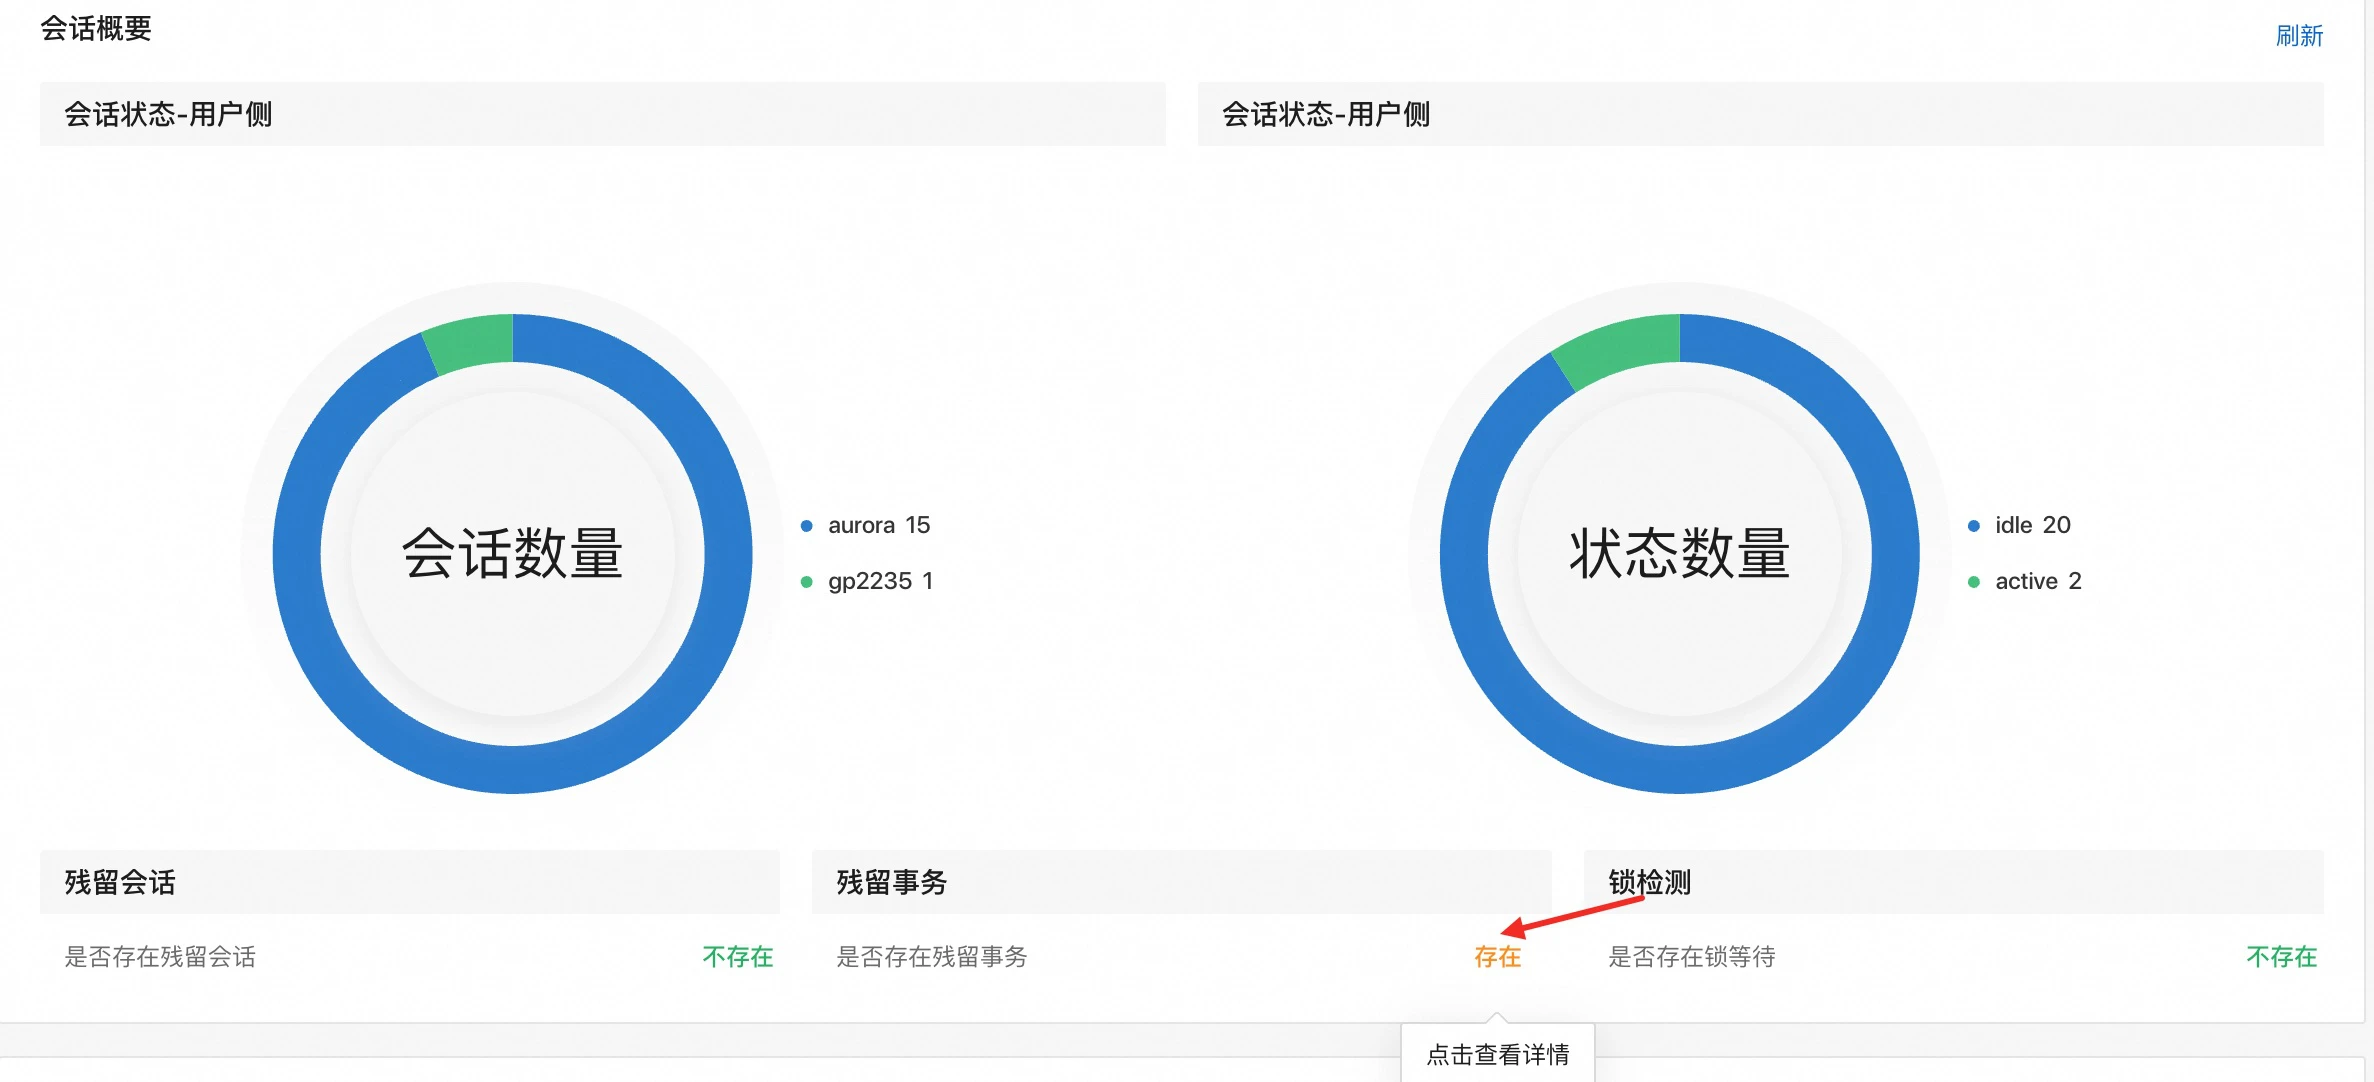 会话概要
刷新
会话状态-用户侧
会话状态-用户侧
会话数量
aurora 15
gp2235 1
状态数量
idle 20
active 2
残留会话
残留事务
锁检测
是否存在残留会话
不存在
是否存在残留事务
存在
是否存在锁等待
不存在
点击查看详情